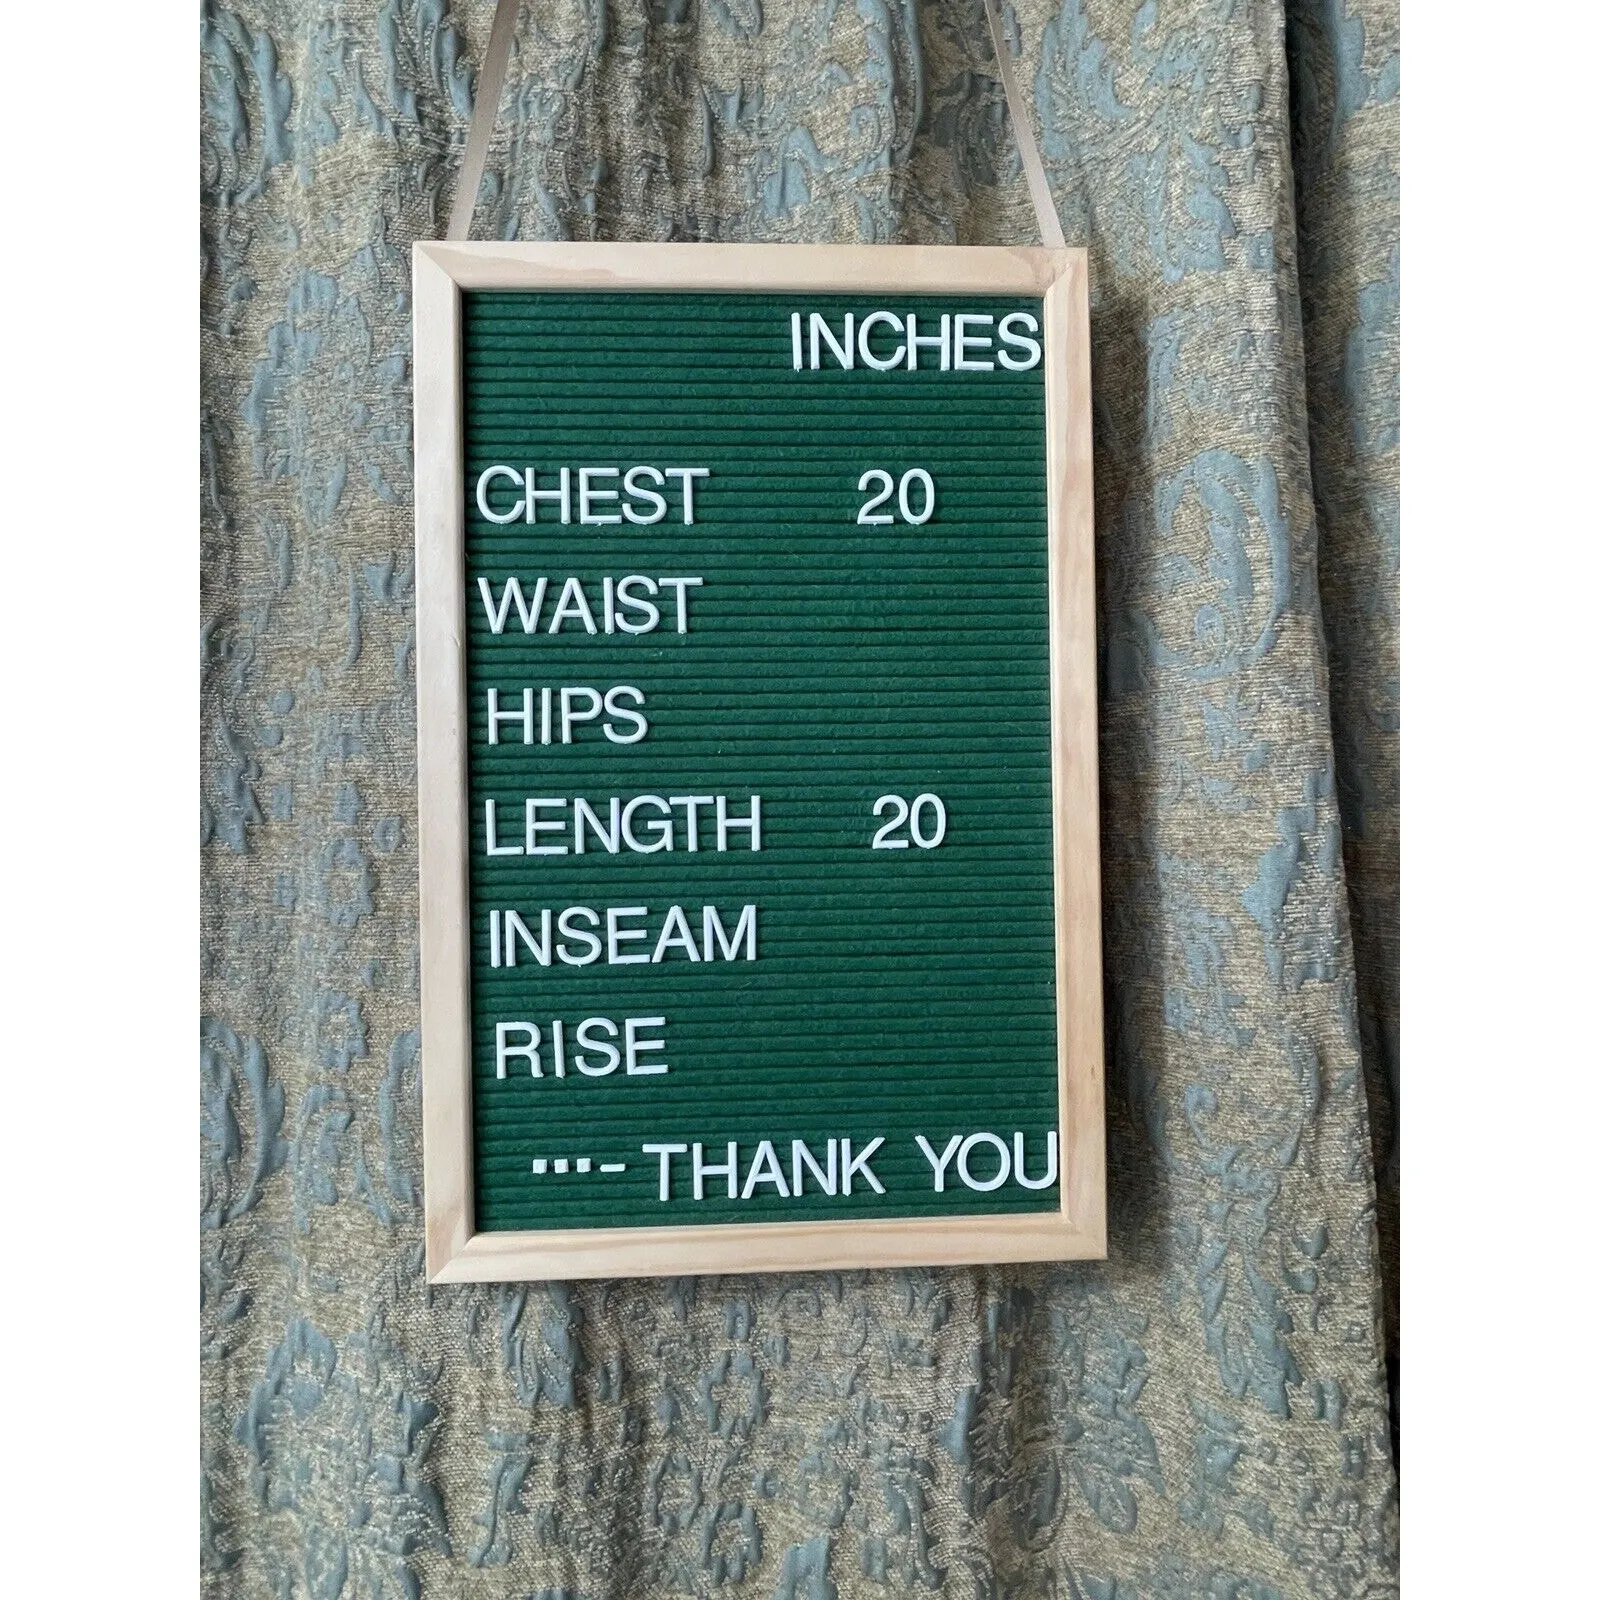 INCHES
CHEST 20
WAIST
HIPS
LENGTH 20
INSEAM
RISE
...-THANK YOU